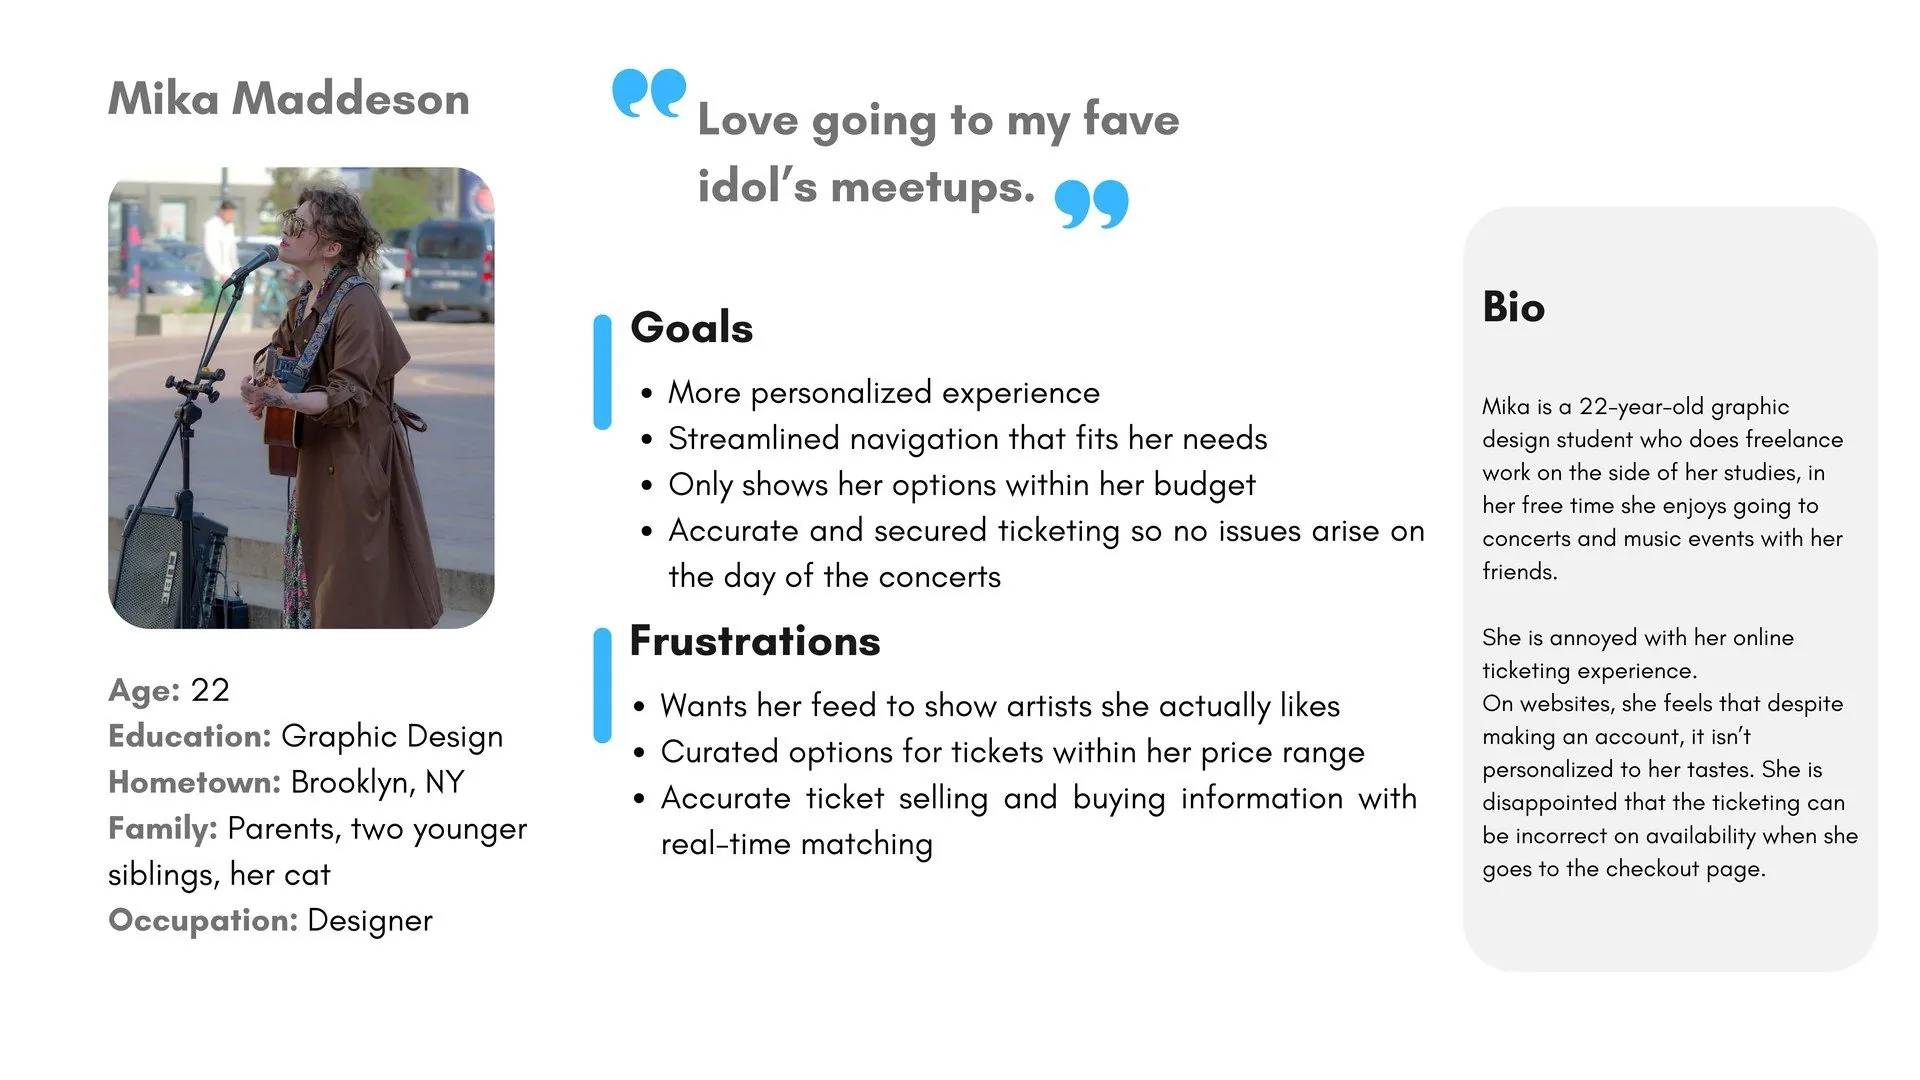 Mika Maddeson
“Love going to my fave
idol’s meetups.”
Age: 22
Education: Graphic Design
Hometown: Brooklyn, NY
Family: Parents, two younger
siblings, her cat
Occupation: Designer
Goals
• More personalized experience
• Streamlined navigation that fits her needs
• Only shows her options within her budget
• Accurate and secured ticketing so no issues arise on
the day of the concerts
Frustrations
• Wants her feed to show artists she actually likes
• Curated options for tickets within her price range
• Accurate ticket selling and buying information with
real-time matching
Bio
Mika is a 22-year-old graphic
design student who does freelance
work on the side of her studies, in
her free time she enjoys going to
concerts and music events with her
friends.
She is annoyed with her online
ticketing experience.
On websites, she feels that despite
making an account, it isn’t
personalized to her tastes. She is
disappointed that the ticketing can
be incorrect on availability when she
goes to the checkout page.